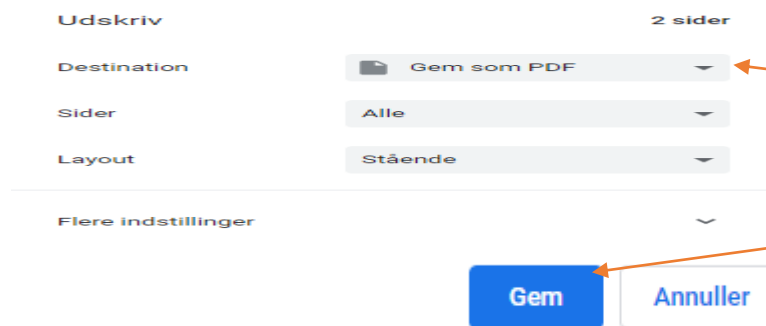 Udskriv 2 sider
Destination Gem som PDF
Sider Alle
Layout Stående
Flere indstillinger
Gem Annuller